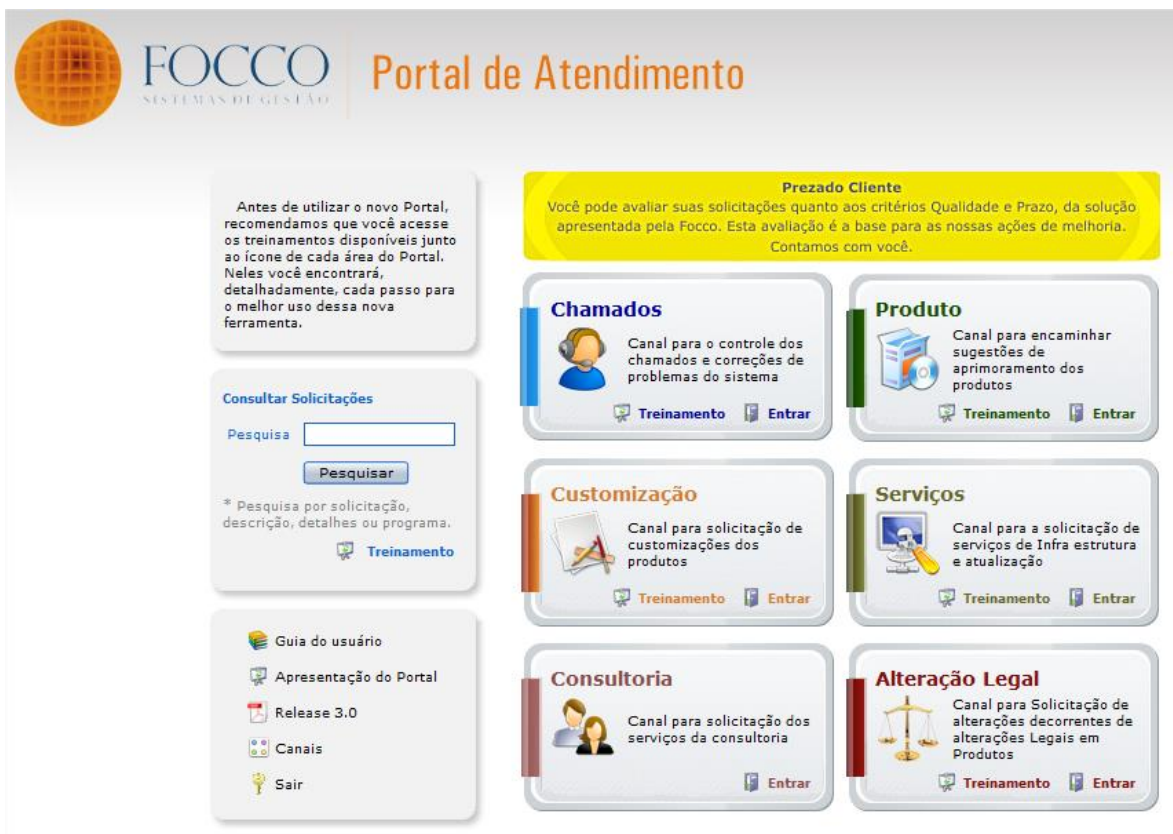 FOCCO
SISTEMAS DE GESTÃO
Portal de Atendimento
Antes de utilizar o novo Portal,
recomendamos que você acesse
os treinamentos disponíveis junto
ao ícone de cada área do Portal.
Neles você encontrará,
detalhadamente, cada passo para
o melhor uso dessa nova
ferramenta.
Consultar Solicitações
Pesquisa
Pesquisar
* Pesquisa por solicitação,
descrição, detalhes ou programa.
Treinamento
Guia do usuário
Apresentação do Portal
Release 3.0
Canais
Sair
Prezado Cliente
Você pode avaliar suas solicitações quanto aos critérios Qualidade e Prazo, da solução
apresentada pela Focco. Esta avaliação é a base para as nossas ações de melhoria.
Contamos com você.
Chamados
Canal para o controle dos
chamados e correções de
problemas do sistema
Treinamento Entrar
Produto
Canal para encaminhar
sugestões de
aprimoramento dos
produtos
Treinamento Entrar
Customização
Canal para solicitação de
customizações dos
produtos
Treinamento Entrar
Serviços
Canal para a solicitação de
serviços de Infra estrutura
e atualização
Treinamento Entrar
Consultoria
Canal para solicitação dos
serviços da consultoria
Entrar
Alteração Legal
Canal para Solicitação de
alterações decorrentes de
alterações Legais em
Produtos
Treinamento Entrar